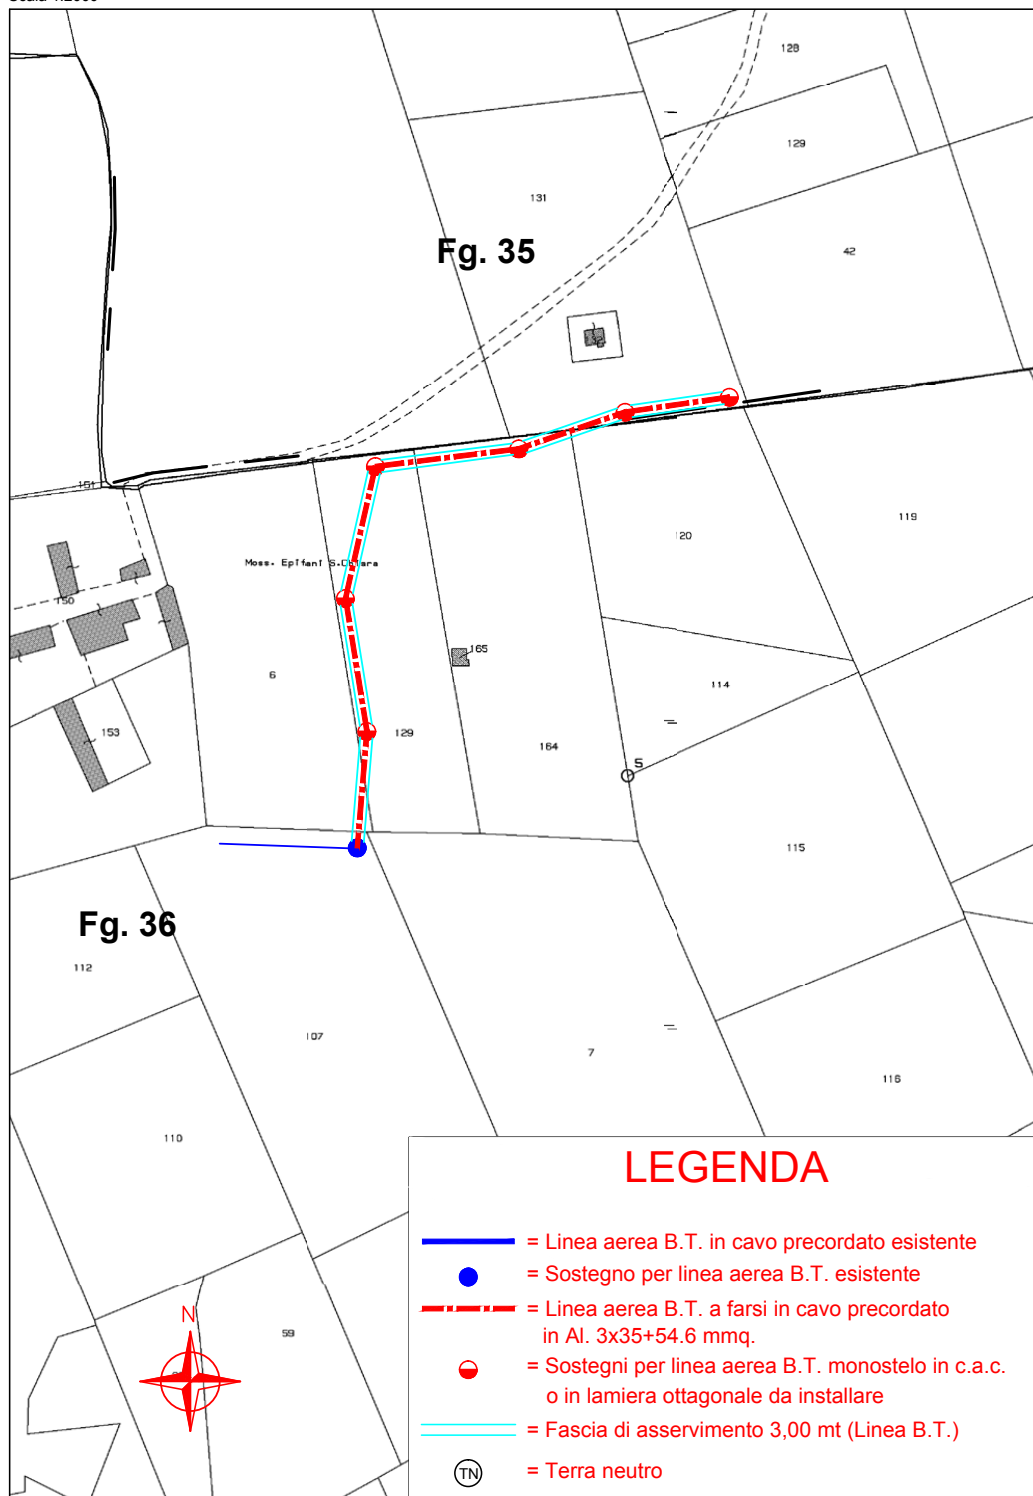 128
129
131
Fg. 35
42
151
119
120
Mass. Epifani S.Chiara
150
165
6
114
153
129
164
5
115
Fg. 36
112
107
7
116
110
LEGENDA
= Linea aerea B.T. in cavo precordato esistente
= Sostegno per linea aerea B.T. esistente
N
= Linea aerea B.T. a farsi in cavo precordato
in Al. 3x35+54.6 mmq.
59
= Sostegni per linea aerea B.T. monostelo in c.a.c.
o in lamiera ottagonale da installare
= Fascia di asservimento 3,00 mt (Linea B.T.)
TN = Terra neutro